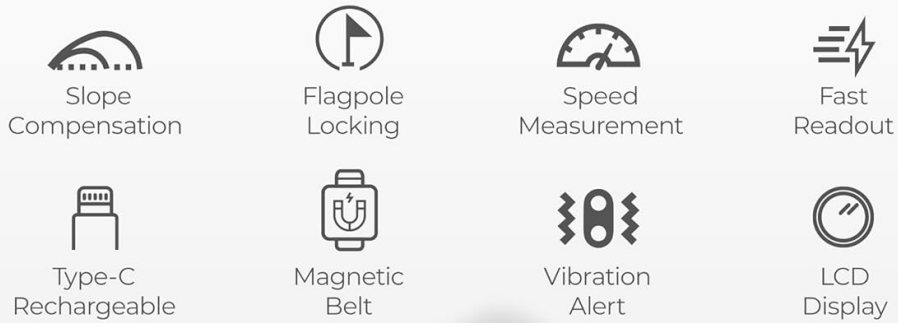 Slope
Compensation
Flagpole
Locking
Speed
Measurement
Fast
Readout
Type-C
Rechargeable
Magnetic
Belt
Vibration
Alert
LCD
Display